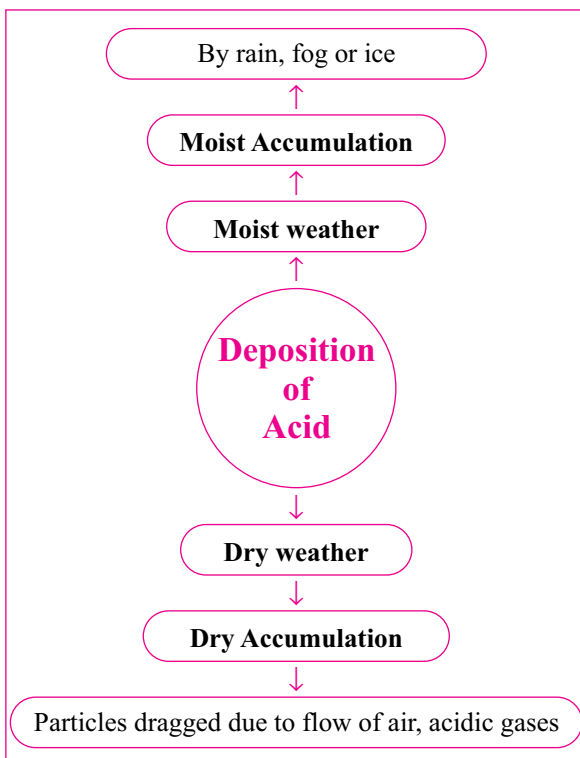 By rain, fog or ice
Moist Accumulation
Moist weather
Deposition
of
Acid
Dry weather
Dry Accumulation
Particles dragged due to flow of air, acidic gases